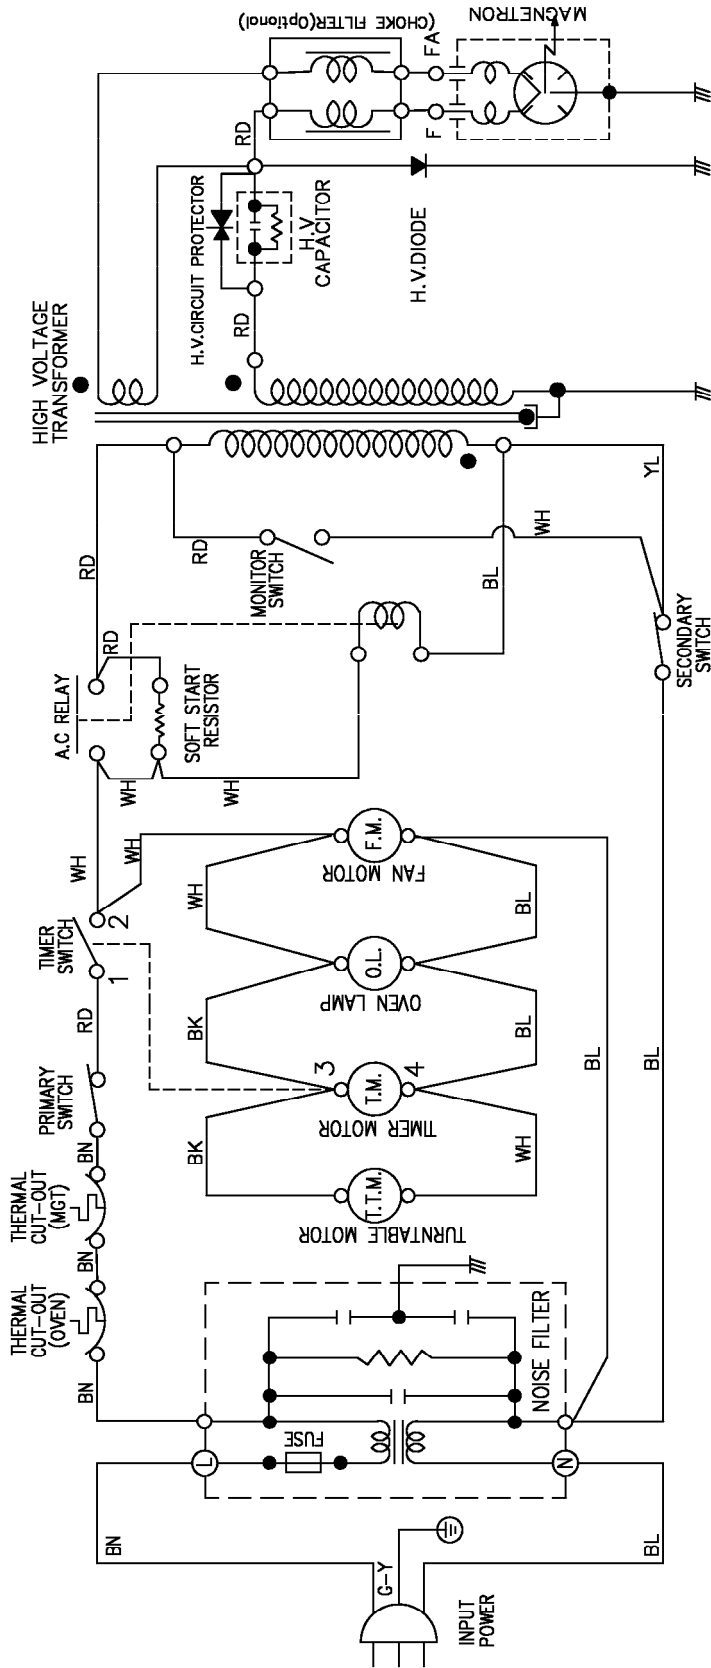 INPUT
POWER
BN
G-Y
BL
L
N
FUSE
NOISE FILTER
BN
THERMAL
CUT-OUT
(OVEN)
BN
THERMAL
CUT-OUT
(MGT)
BN
PRIMARY
SWITCH
RD
TIMER
SWITCH
1
2
WH
WH
TURNTABLE MOTOR
T.T.M.
BK
WH
TIMER MOTOR
3
T.M.
4
BK
BL
OVEN LAMP
O.L.
WH
BL
FAN MOTOR
F.M.
BL
BL
A.C RELAY
WH
WH
RD
SOFT START
RESISTOR
RD
RD
MONITOR
SWITCH
BL
WH
SECONDARY
SWITCH
YL
HIGH VOLTAGE
TRANSFORMER
RD
H.V.CIRCUIT PROTECTOR
H.V
CAPACITOR
H.V.DIODE
RD
(CHOKE FILTER(Optional)
F
FA
MAGNETRON